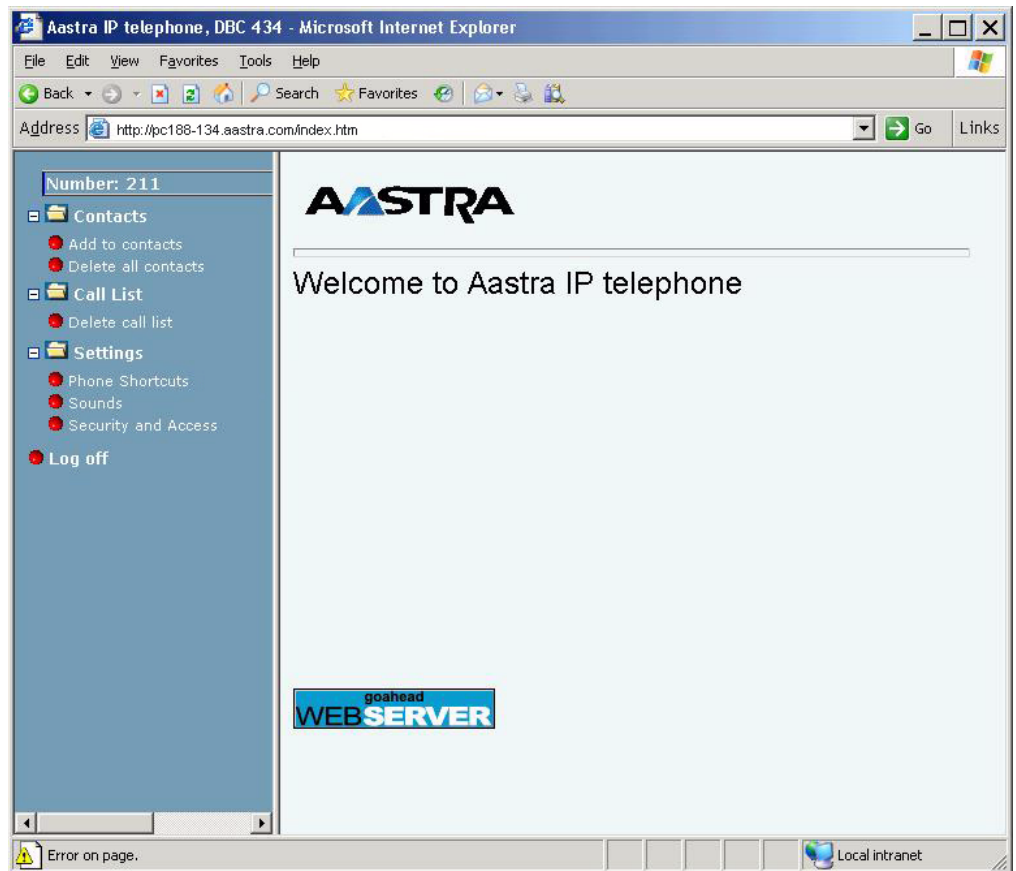 Aastra IP telephone, DBC 434 - Microsoft Internet Explorer
File Edit View Favorites Tools Help
Back Search Favorites
Address http://pc188-134.aastra.com/index.htm Go Links
Number: 211
Contacts
Add to contacts
Delete all contacts
Call List
Delete call list
Settings
Phone Shortcuts
Sounds
Security and Access
Log off
AASTRA
Welcome to Aastra IP telephone
goahead
WEBSERVER
Error on page. Local intranet